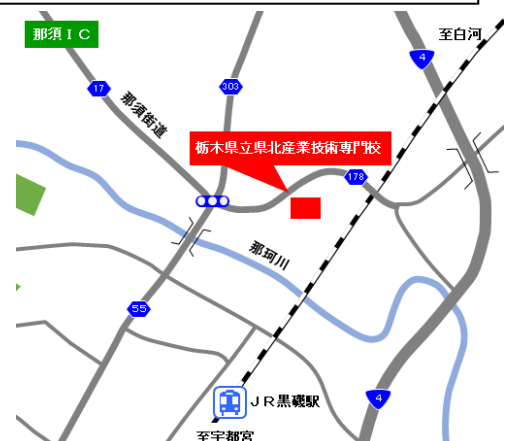 那須ＩＣ
至白河
4
17
303
那須街道
栃木県立県北産業技術専門校
178
那珂川
55
ＪＲ黒磯駅
4
至宇都宮